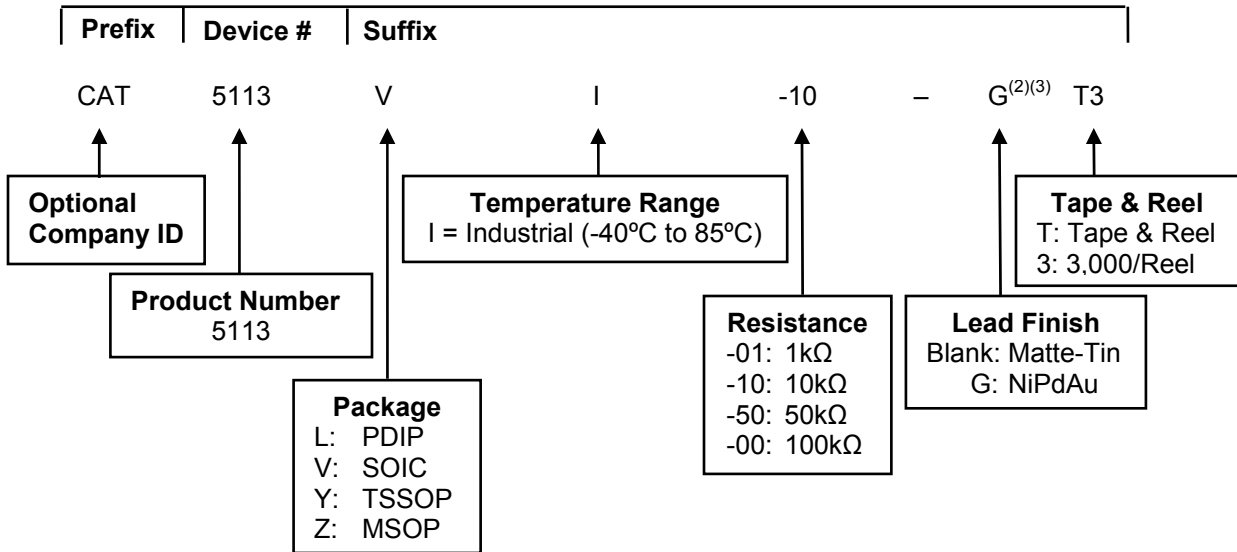 Prefix Device # Suffix
CAT 5113 V I -10 – G(2)(3) T3
Optional
Company ID
Product Number
5113
Package
L: PDIP
V: SOIC
Y: TSSOP
Z: MSOP
Temperature Range
I = Industrial (-40ºC to 85ºC)
Resistance
-01: 1kΩ
-10: 10kΩ
-50: 50kΩ
-00: 100kΩ
Lead Finish
Blank: Matte-Tin
G: NiPdAu
Tape & Reel
T: Tape & Reel
3: 3,000/Reel